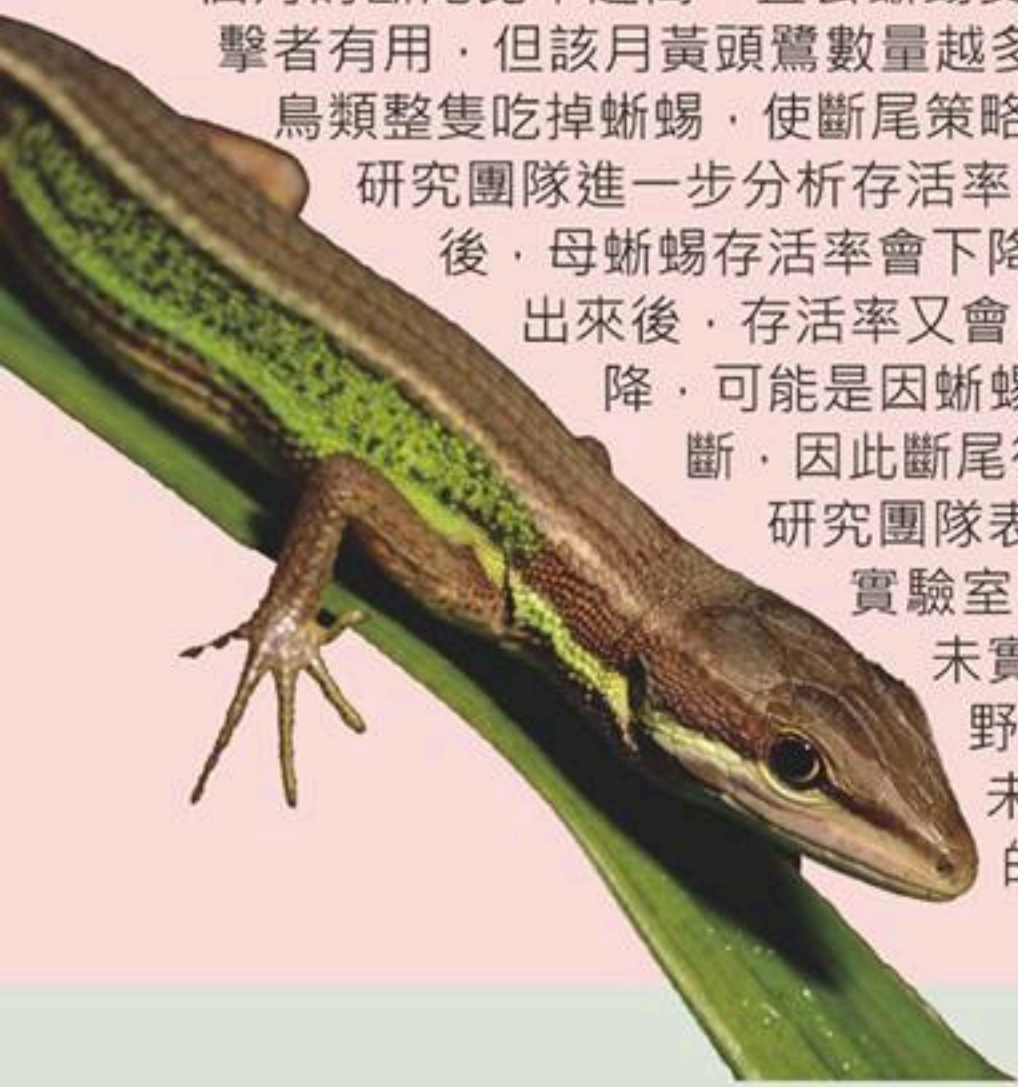 擊者有用，但該月黃頭鷺數量越多
鳥類整隻吃掉蜥蜴，使斷尾策略
研究團隊進一步分析存活率
後，母蜥蜴存活率會下降
出來後，存活率又會
降，可能是因蜥蜴
斷，因此斷尾後
研究團隊表
實驗室
未實
野
未
的